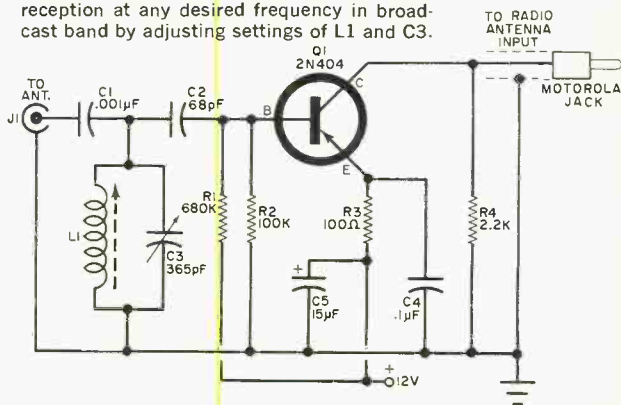 reception at any desired frequency in broad-
cast band by adjusting settings of L1 and C3.
TO RADIO
ANTENNA
INPUT
MOTOROLA
JACK
Q1
2N404
B
C
E
TO
ANT.
J1
C1
.001µF
C2
68pF
L1
C3
365pF
R1
680K
R2
100K
R3
100Ω
R4
2.2K
+
C5
15µF
C4
.1µF
+
12V